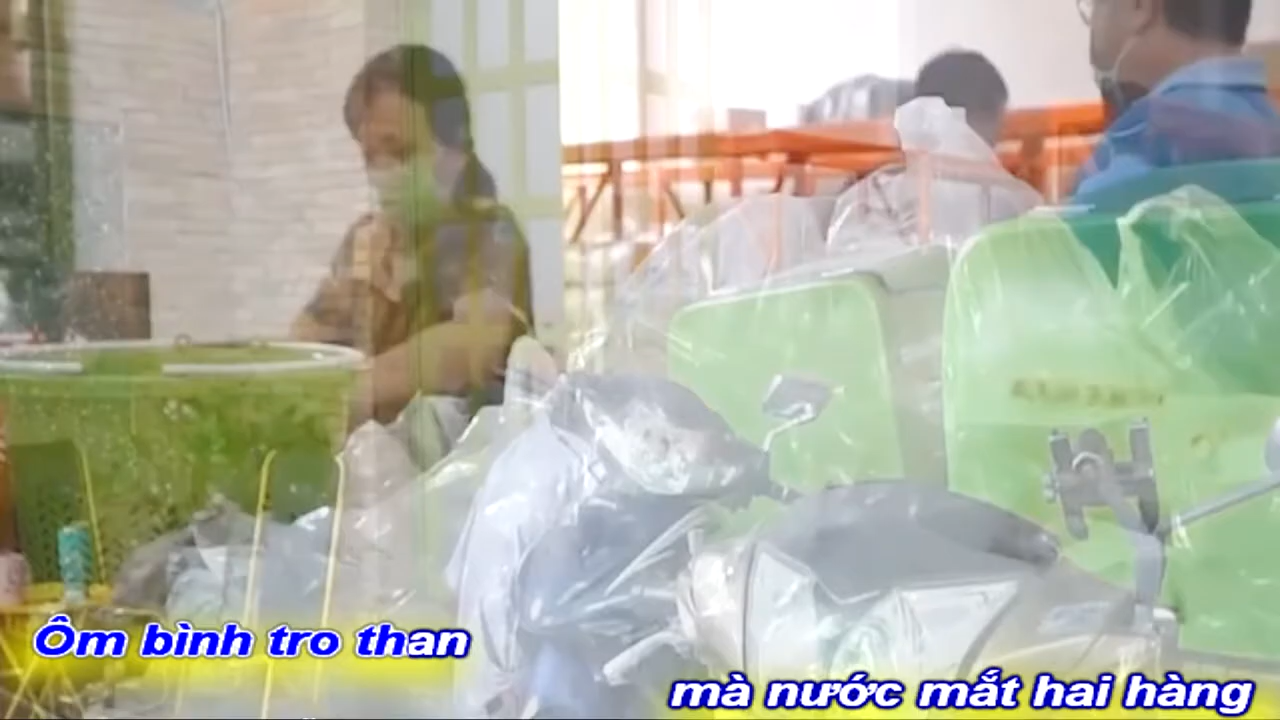 Ôm bình tro than
mà nước mắt hai hàng